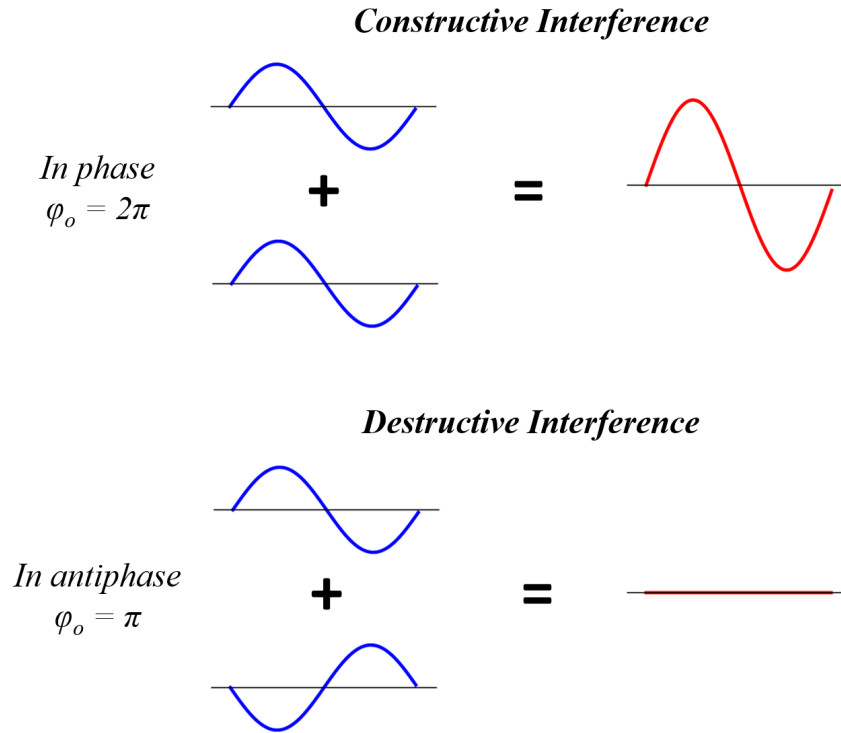 Constructive Interference
In phase
φₒ = 2π
+
=
Destructive Interference
In antiphase
φₒ = π
+
=